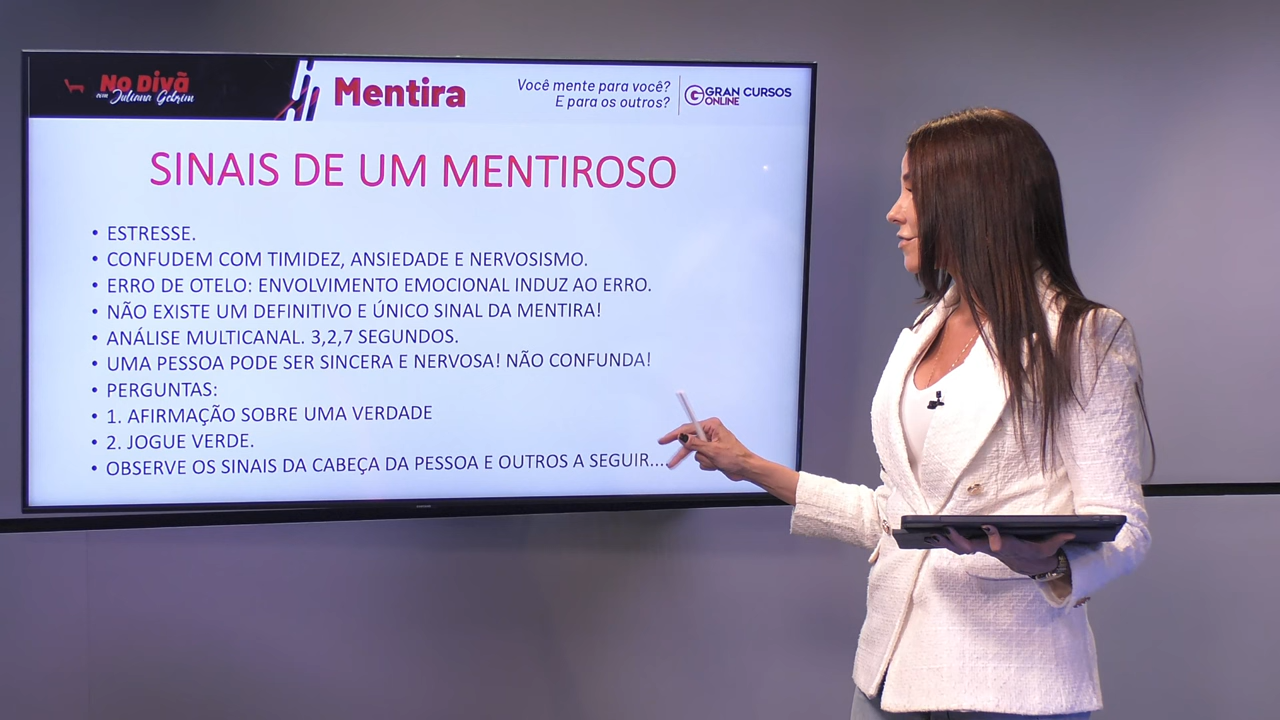 No Divã
com Juliana Gebrim
Mentira
Você mente para você?
E para os outros?
GRAN CURSOS
ONLINE
SINAIS DE UM MENTIROSO
• ESTRESSE.
• CONFUDEM COM TIMIDEZ, ANSIEDADE E NERVOSISMO.
• ERRO DE OTELO: ENVOLVIMENTO EMOCIONAL INDUZ AO ERRO.
• NÃO EXISTE UM DEFINITIVO E ÚNICO SINAL DA MENTIRA!
• ANÁLISE MULTICANAL. 3,2,7 SEGUNDOS.
• UMA PESSOA PODE SER SINCERA E NERVOSA! NÃO CONFUNDA!
• PERGUNTAS:
• 1. AFIRMAÇÃO SOBRE UMA VERDADE
• 2. JOGUE VERDE.
• OBSERVE OS SINAIS DA CABEÇA DA PESSOA E OUTROS A SEGUIR....